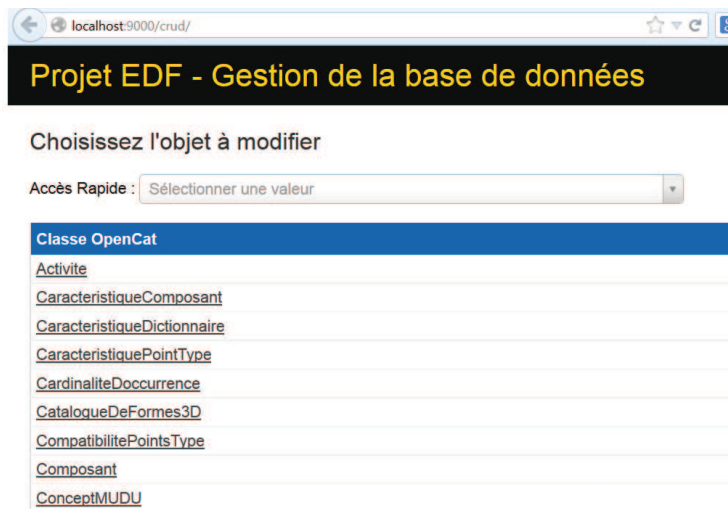 localhost:9000/crud/
Projet EDF - Gestion de la base de données
Choisissez l'objet à modifier
Accès Rapide : Sélectionner une valeur
Classe OpenCat
Activite
CaracteristiqueComposant
CaracteristiqueDictionnaire
CaracteristiquePointType
CardinaliteDoccurrence
CatalogueDeFormes3D
CompatibilitePointsType
Composant
ConceptMUDU